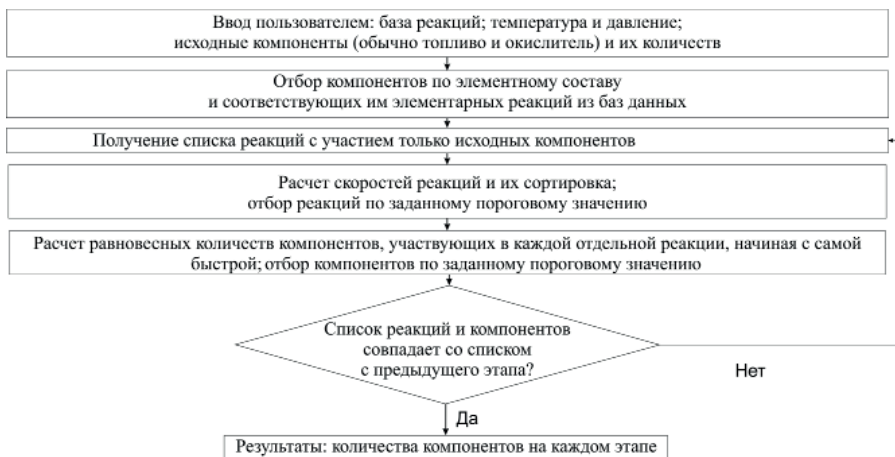 Ввод пользователем: база реакций; температура и давление;
исходные компоненты (обычно топливо и окислитель) и их количеств
Отбор компонентов по элементному составу
и соответствующих им элементарных реакций из баз данных
Получение списка реакций с участием только исходных компонентов
Расчет скоростей реакций и их сортировка;
отбор реакций по заданному пороговому значению
Расчет равновесных количеств компонентов, участвующих в каждой отдельной реакции, начиная с самой
быстрой; отбор компонентов по заданному пороговому значению
Список реакций и компонентов
совпадает со списком
с предыдущего этапа?
Нет
Да
Результаты: количества компонентов на каждом этапе